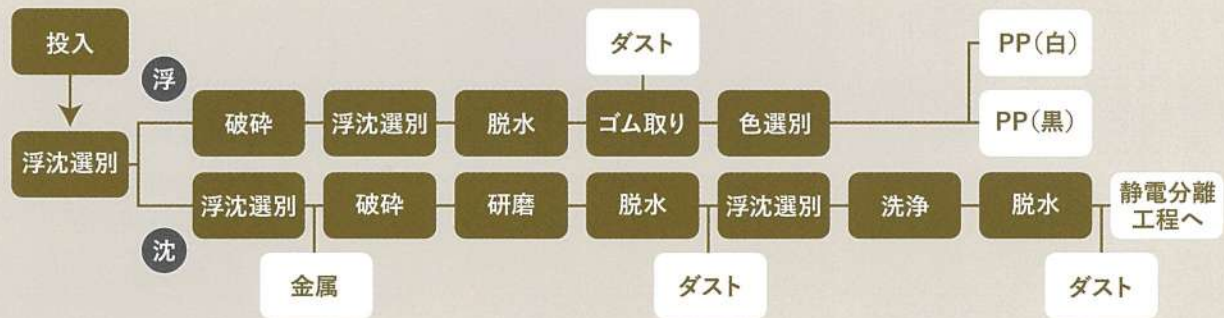 投入
浮沈選別
浮
破砕
浮沈選別
脱水
ゴム取り
ダスト
色選別
PP(白)
PP(黒)
沈
浮沈選別
金属
破砕
研磨
脱水
ダスト
浮沈選別
洗浄
脱水
ダスト
静電分離
工程へ